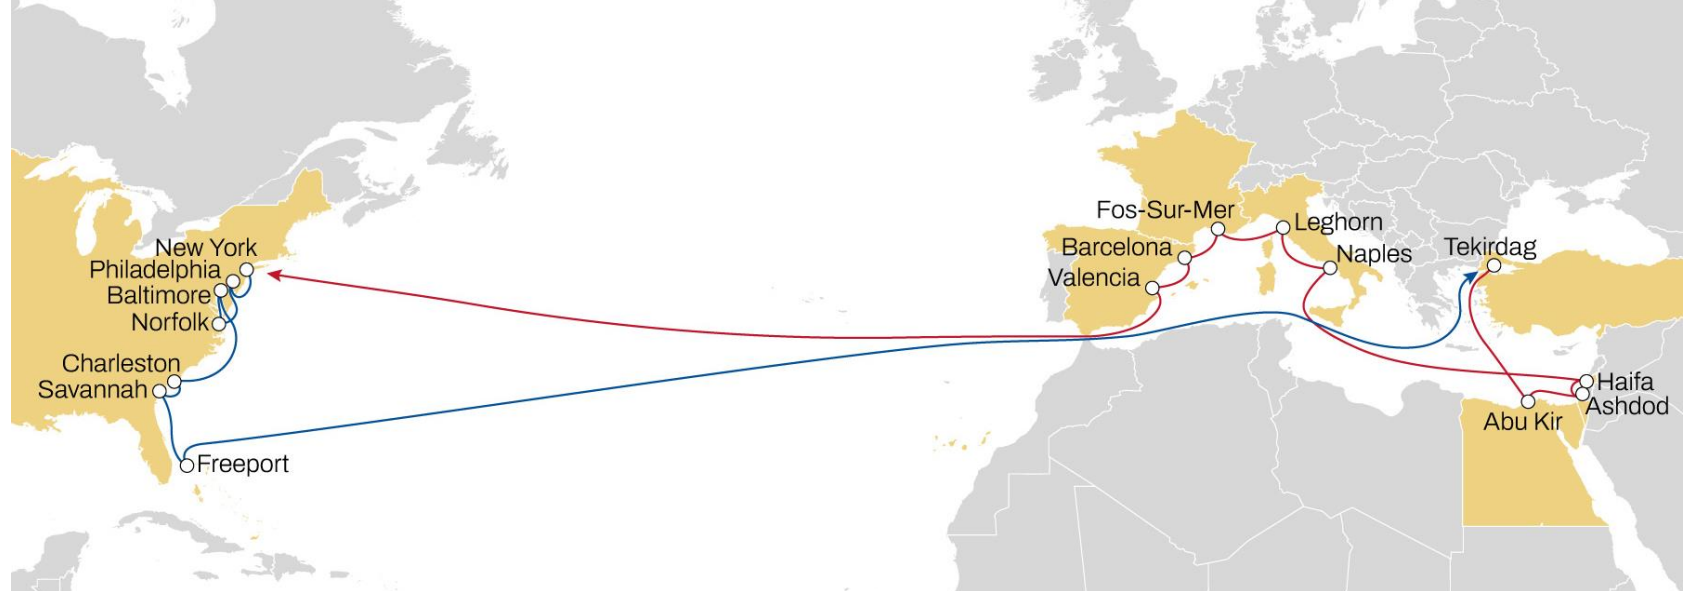 Fos-Sur-Mer
Leghorn
New York
Barcelona
Naples
Tekirdag
Philadelphia
Valencia
Baltimore
Norfolk
Charleston
Savannah
Haifa
Ashdod
Abu Kir
Freeport